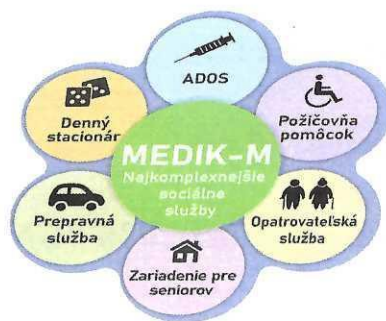 ADOS
Denný
stacionár
Požičovňa
pomôcok
MEDIK-M
Najkomplexnejšie
sociálne
služby
Prepravná
služba
Opatrovateľská
služba
Zariadenie pre
seniorov